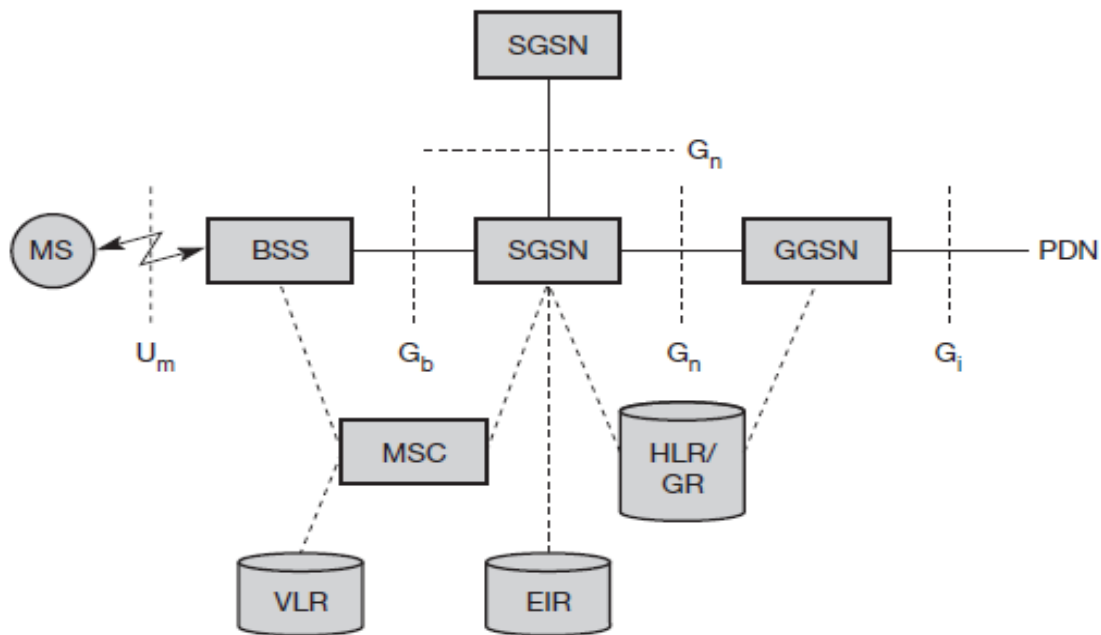 SGSN
Gn
MS
BSS
SGSN
GGSN
PDN
Um
Gb
Gn
Gi
MSC
HLR/
GR
VLR
EIR